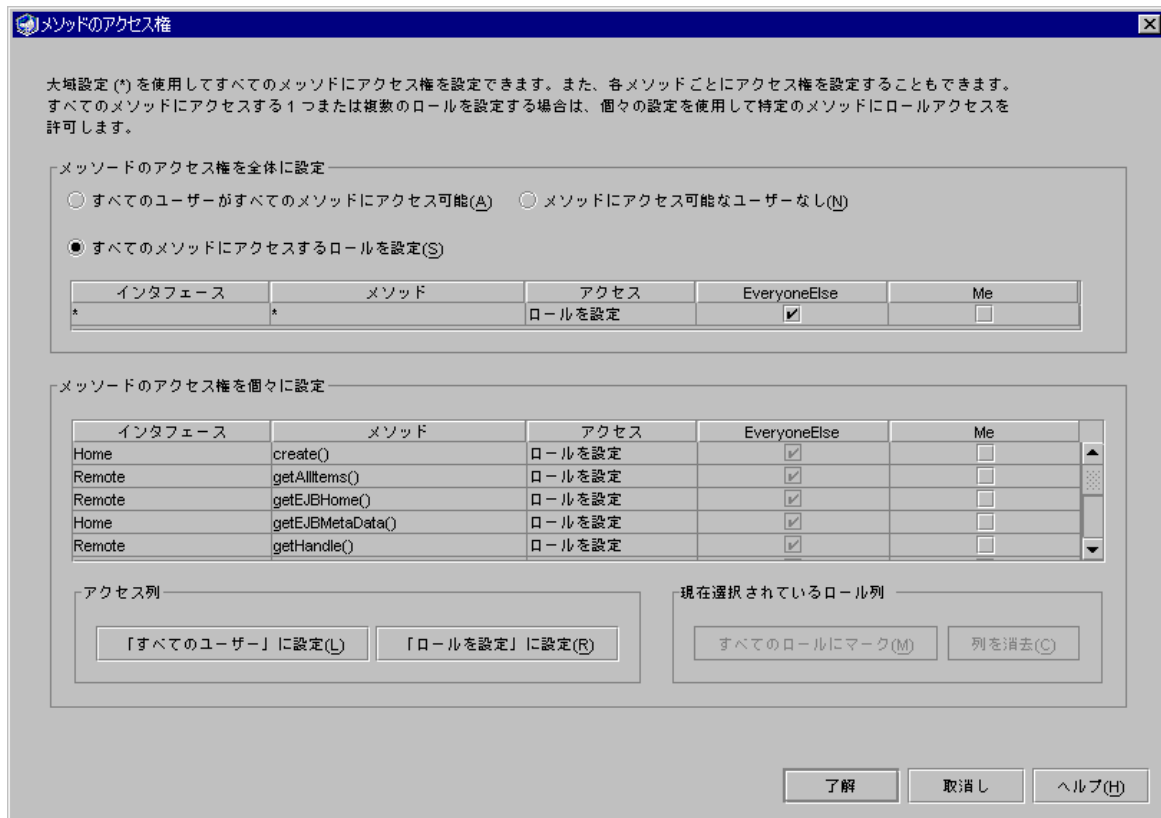 メソッドのアクセス権
大域設定 (*) を使用してすべてのメッソドにアクセス権を設定できます。また、各メソッドごとにアクセス権を設定することもできます。
すべてのメソッドにアクセスする 1 つまたは複数のロールを設定する場合は、個々の設定を使用して特定のメソッドにロールアクセスを
許可します。
メッソードのアクセス権を全体に設定
すべてのユーザーがすべてのメソッドにアクセス可能(A) メソッドにアクセス可能なユーザーなし(N)
すべてのメソッドにアクセスするロールを設定(S)
インタフェース メソッド アクセス EveryoneElse Me
* * ロールを設定
メッソードのアクセス権を個々に設定
インタフェース メソッド アクセス EveryoneElse Me
Home create() ロールを設定
Remote getAllItems() ロールを設定
Remote getEJBHome() ロールを設定
Home getEJBMetaData() ロールを設定
Remote getHandle() ロールを設定
アクセス列 現在選択されているロール列
「すべてのユーザー」に設定(L) 「ロールを設定」に設定(R) すべてのロールにマーク(M) 列を消去(C)
了解 取消し ヘルプ(H)